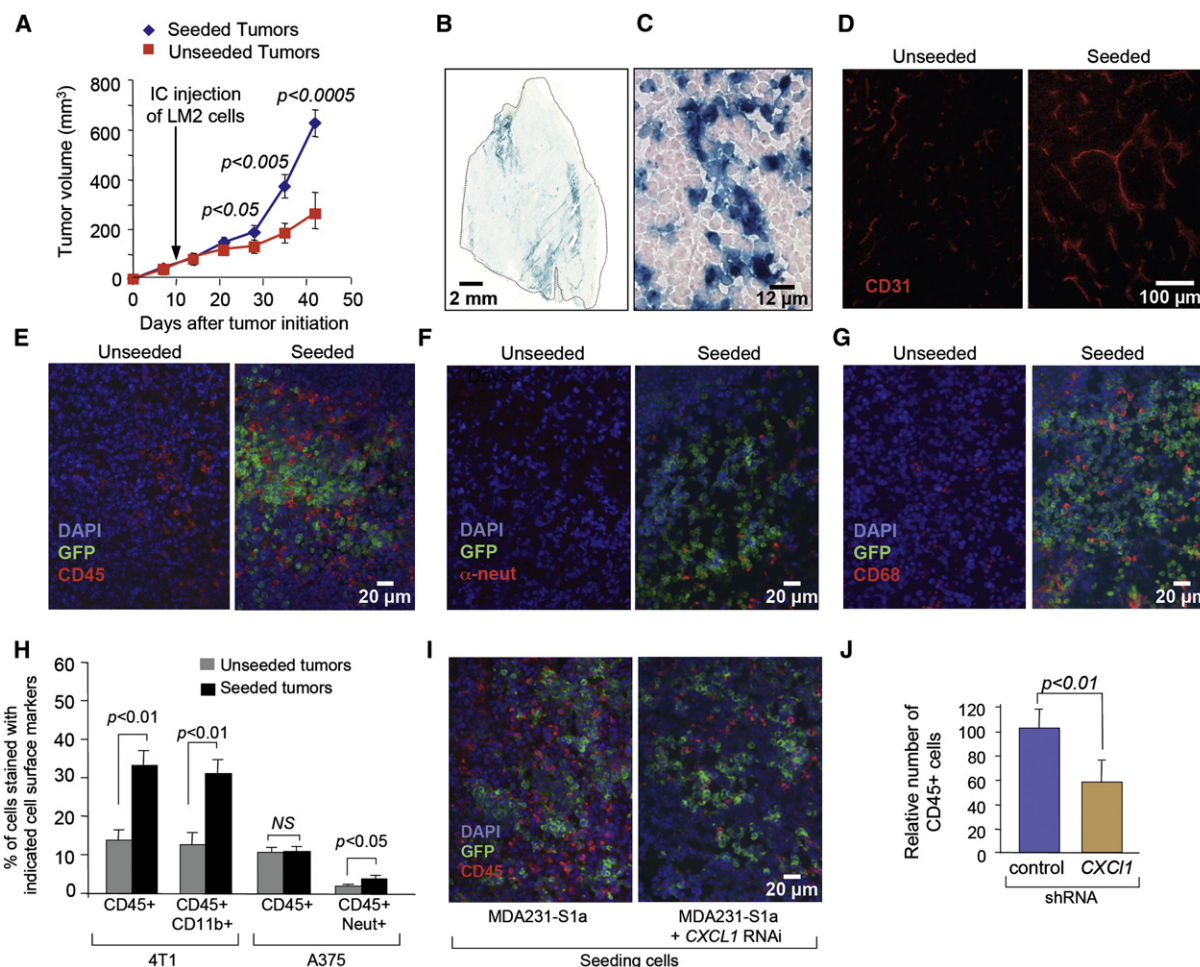 A
Seeded Tumors
Unseeded Tumors
Tumor volume (mm³)
800
600
400
200
0
IC injection
of LM2 cells
p<0.05
p<0.005
p<0.0005
0 10 20 30 40 50
Days after tumor initiation
B
2 mm
C
12 µm
D
Unseeded Seeded
CD31
100 µm
E
Unseeded Seeded
DAPI
GFP
CD45
20 µm
F
Unseeded Seeded
DAPI
GFP
α-neut
20 µm
G
Unseeded Seeded
DAPI
GFP
CD68
20 µm
H
Unseeded tumors
Seeded tumors
% of cells stained with
indicated cell surface markers
60
50
40
30
20
10
0
p<0.01
p<0.01
NS
p<0.05
CD45+ CD45+ CD45+ CD45+
CD11b+ Neut+
4T1 A375
I
DAPI
GFP
CD45
20 µm
MDA231-S1a MDA231-S1a
+ CXCL1 RNAi
Seeding cells
J
p<0.01
Relative number of
CD45+ cells
120
100
80
60
40
20
0
control CXCl1
shRNA